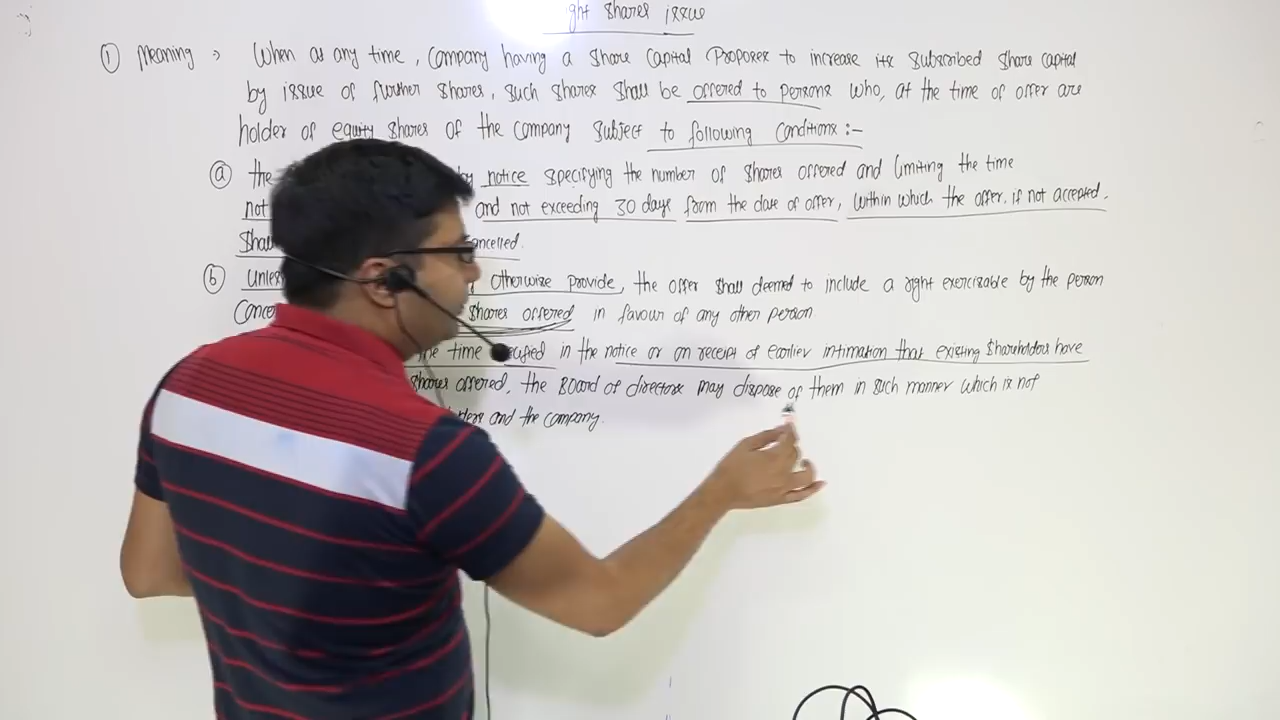 ght shares issue
① Meaning → When at any time, Company having a share capital Proposes to increase its subscribed share capital
by issue of further shares, such shares shall be offered to persons who, at the time of offer are
holder of equity shares of the company subject to following conditions :-
ⓐ the by notice specifying the number of shares offered and limiting the time
not and not exceeding 30 days from the date of offer, within which the offer, if not accepted.
Shall ancelled.
ⓑ Unless otherwise provide, the offer shall deemed to include a right exercisable by the person
Conce shares offered in favour of any other person
the time specified in the notice or on receipt of earlier intimation that existing shareholders have
shares offered, the Board of directors may dispose of them in such manner which is not
and the company.